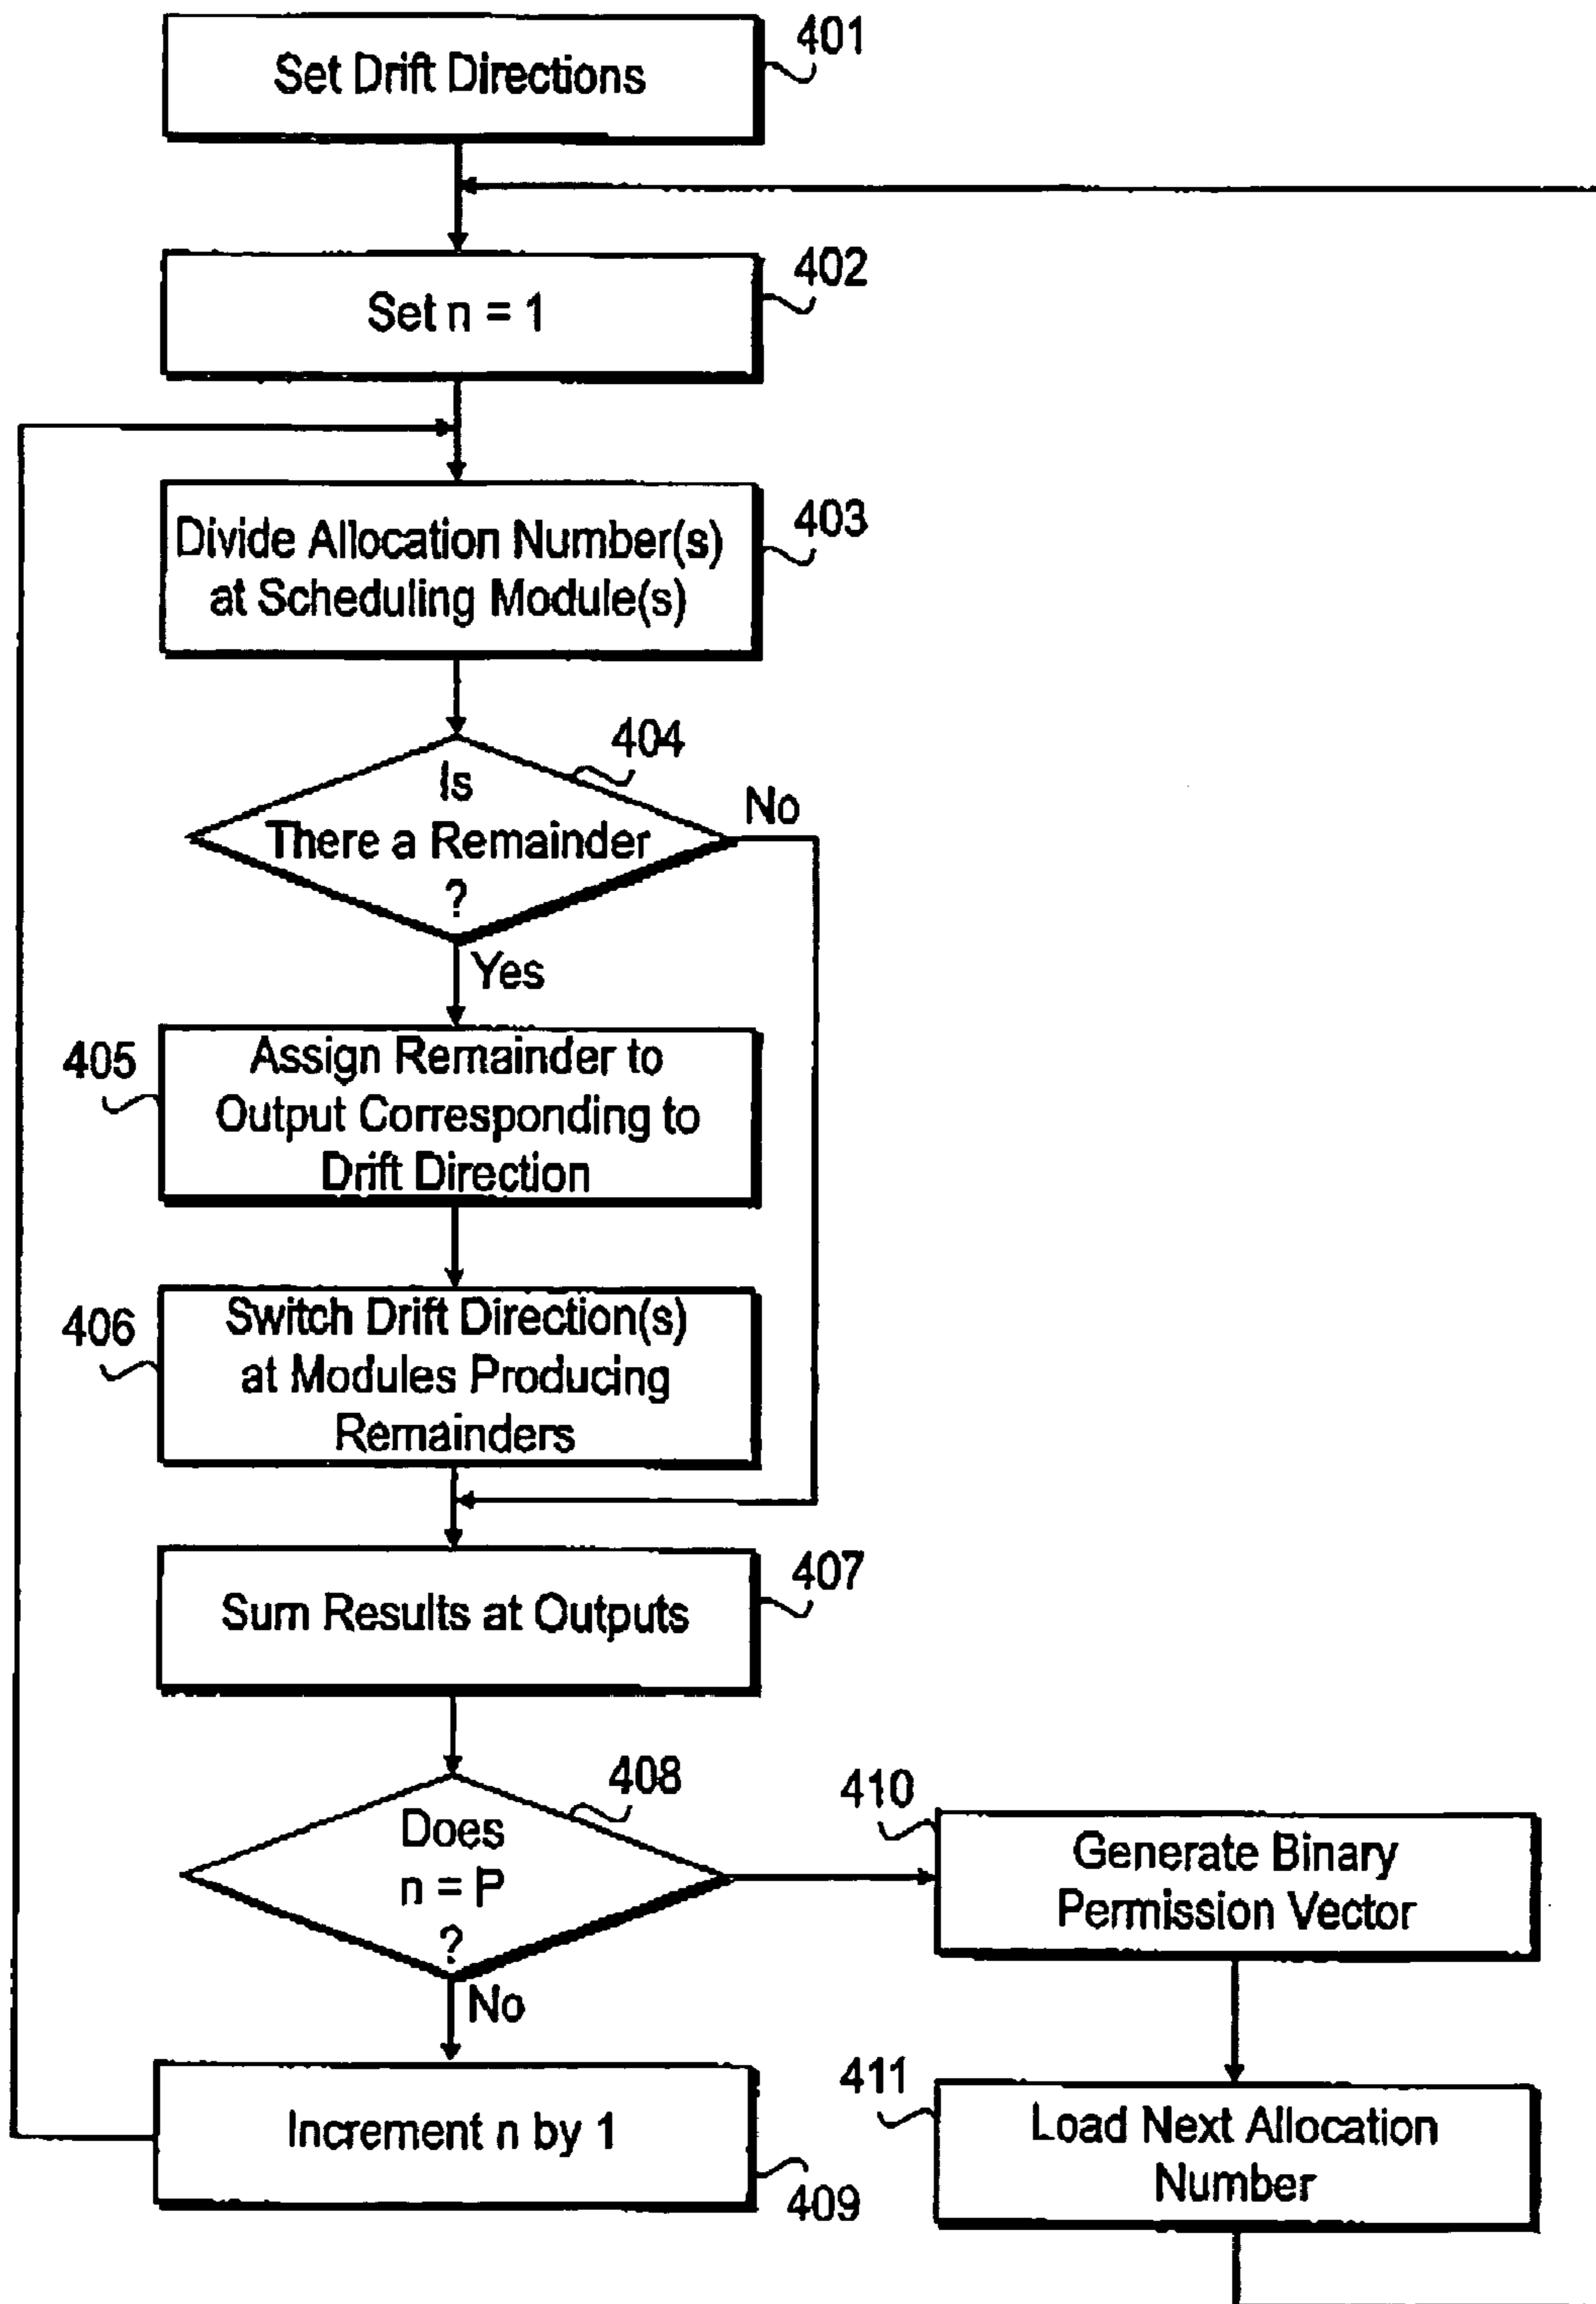 401
Set Drift Directions
402
Set n = 1
403
Divide Allocation Number(s)
at Scheduling Module(s)
404
Is
There a Remainder
?
No
Yes
405
Assign Remainder to
Output Corresponding to
Drift Direction
406
Switch Drift Direction(s)
at Modules Producing
Remainders
407
Sum Results at Outputs
408
Does
n = P
?
No
410
Generate Binary
Permission Vector
409
Increment n by 1
411
Load Next Allocation
Number